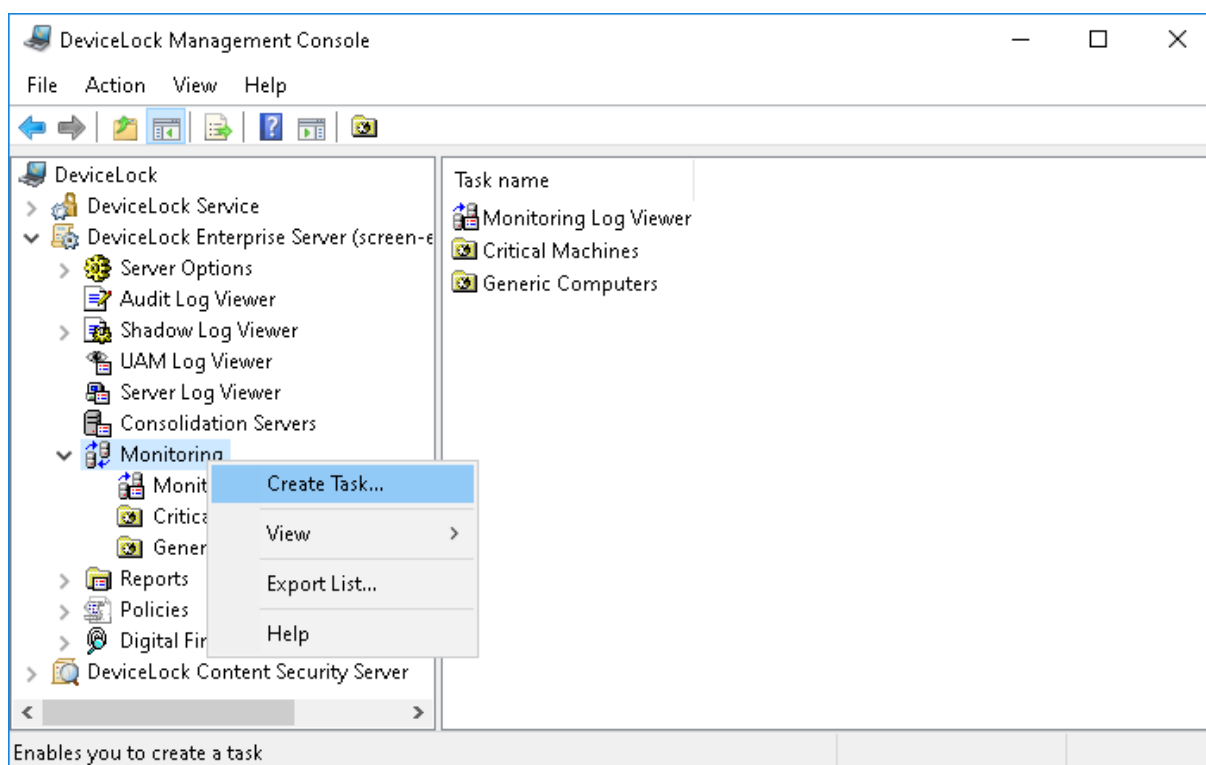 DeviceLock Management Console
File Action View Help
DeviceLock
DeviceLock Service
DeviceLock Enterprise Server (screen-e
Server Options
Audit Log Viewer
Shadow Log Viewer
UAM Log Viewer
Server Log Viewer
Consolidation Servers
Monitoring
Monit
Critica
Gener
Reports
Policies
Digital Fir
DeviceLock Content Security Server
Create Task...
View
Export List...
Help
Task name
Monitoring Log Viewer
Critical Machines
Generic Computers
Enables you to create a task